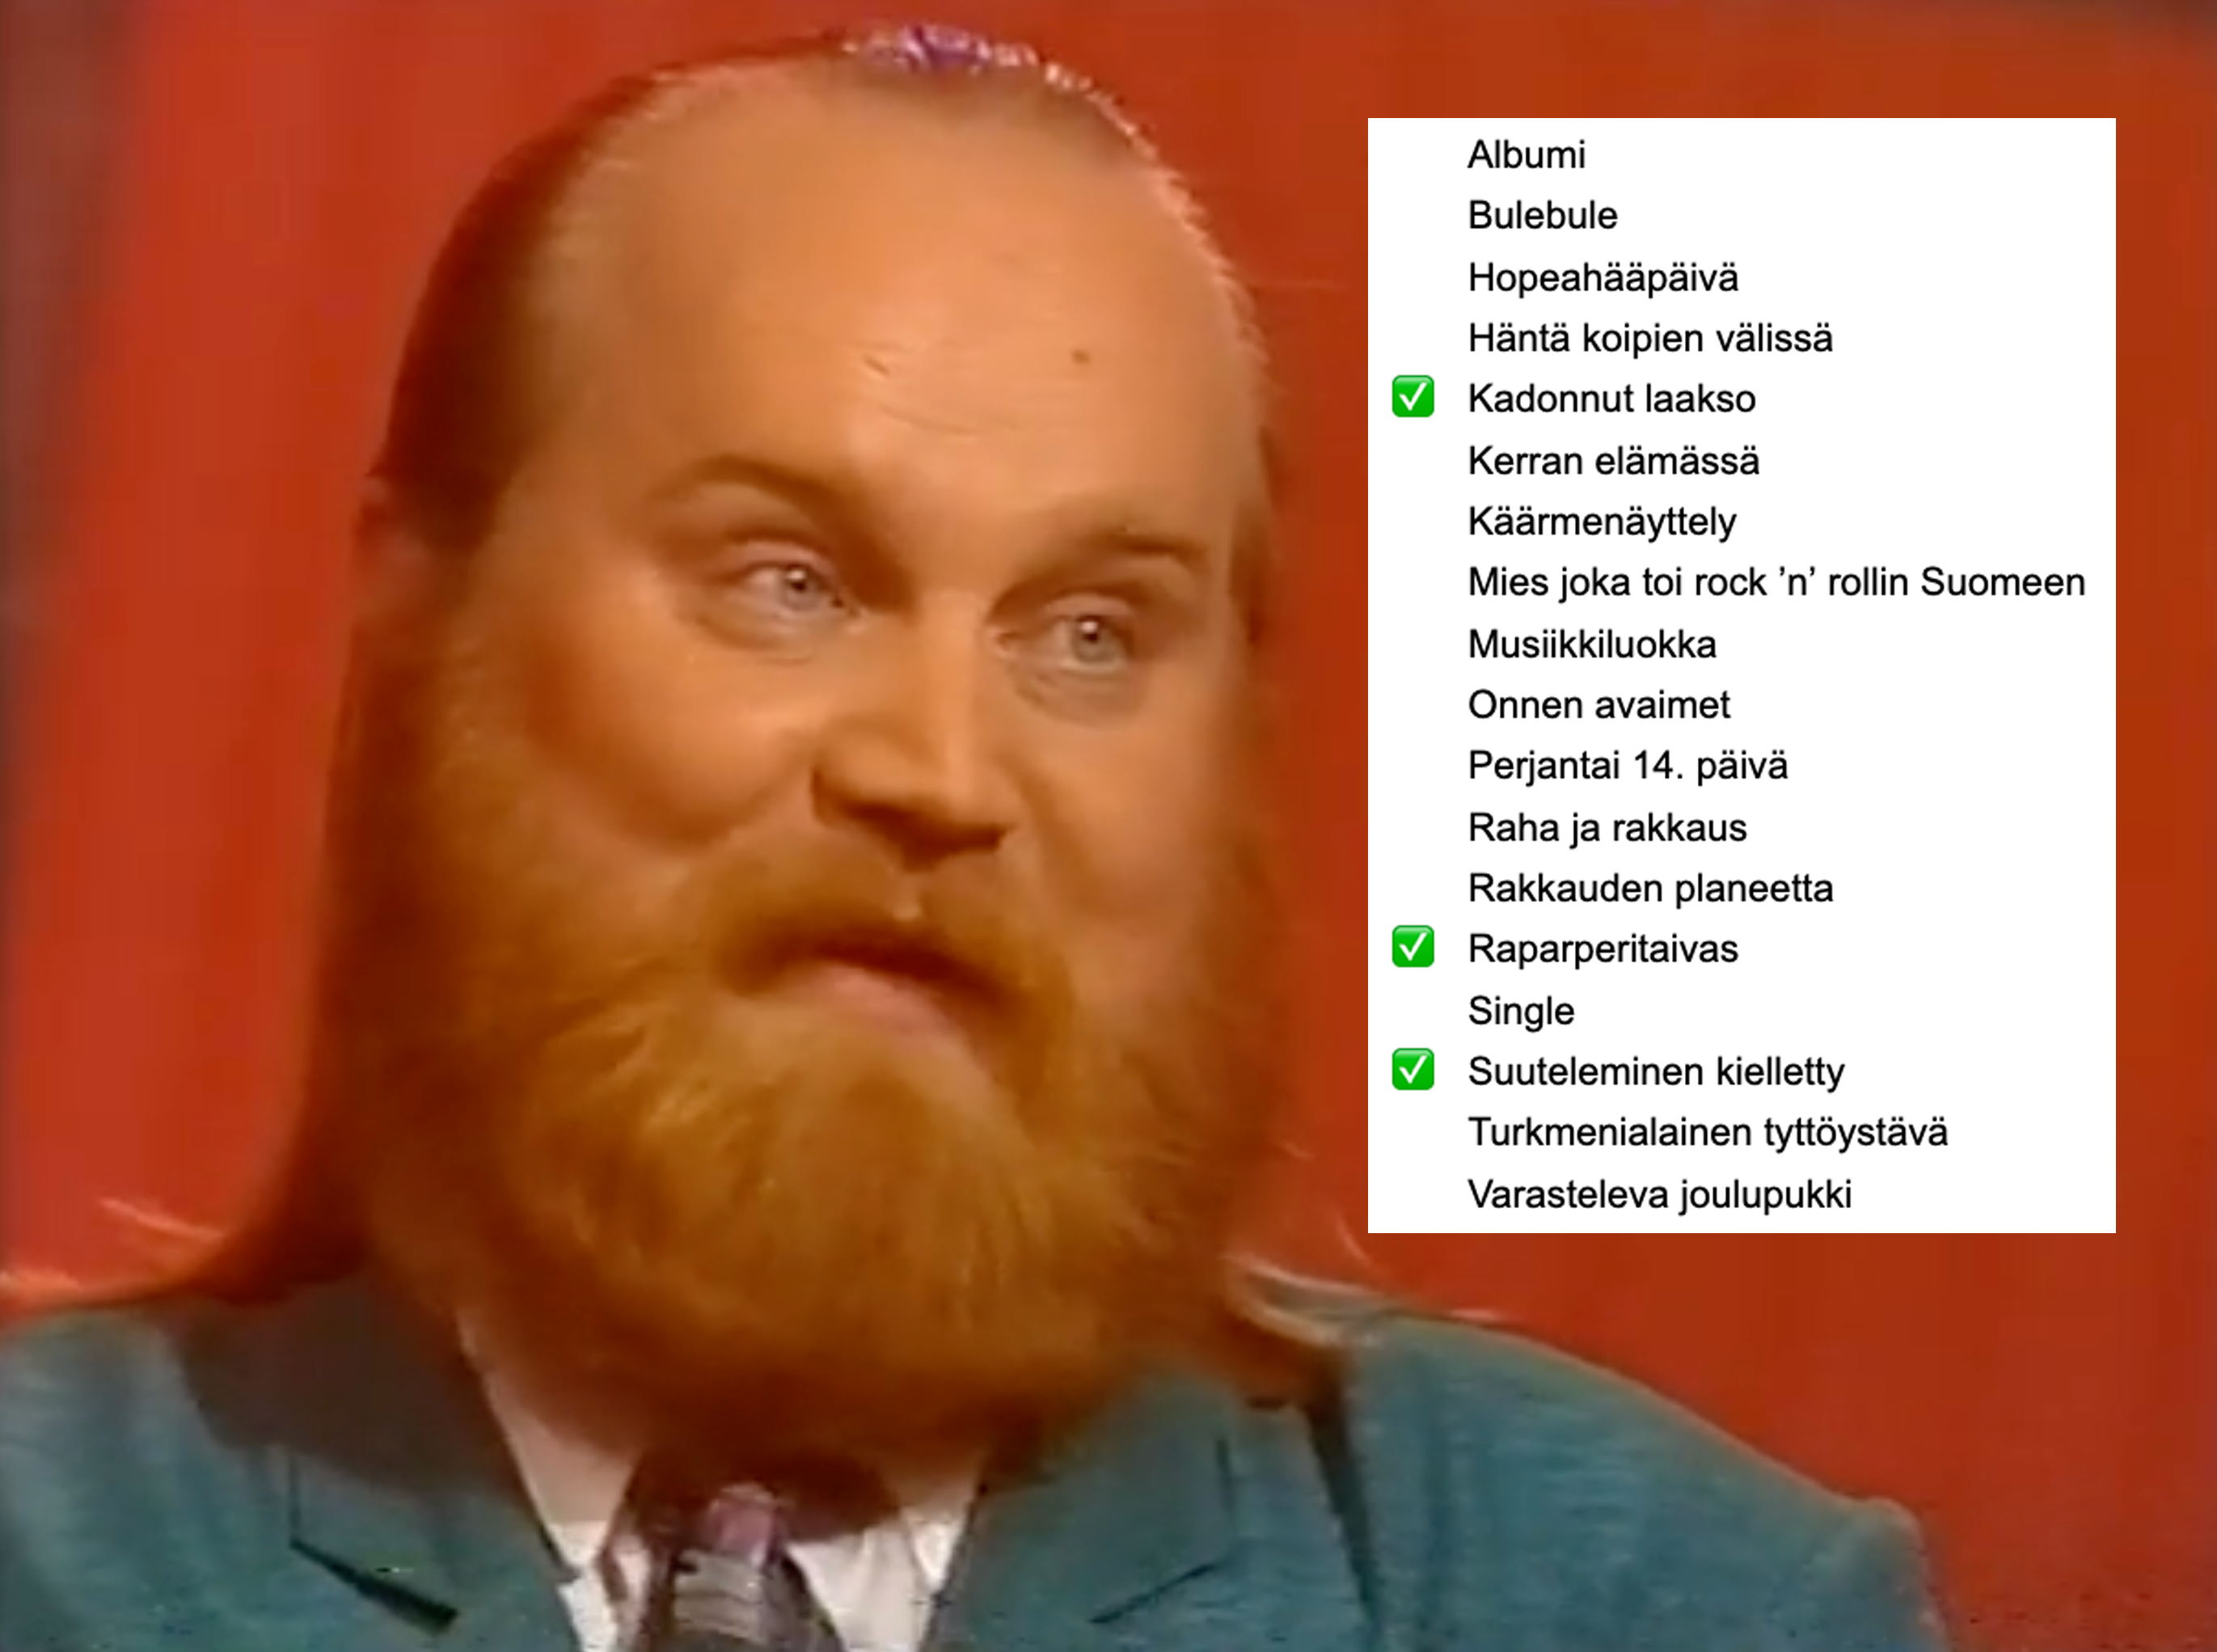 Albumi
Bulebule
Hopeahääpäivä
Häntä koipien välissä
✅ Kadonnut laakso
Kerran elämässä
Käärmenäyttely
Mies joka toi rock ’n’ rollin Suomeen
Musiikkiluokka
Onnen avaimet
Perjantai 14. päivä
Raha ja rakkaus
Rakkauden planeetta
✅ Raparperitaivas
Single
✅ Suuteleminen kielletty
Turkmenialainen tyttöystävä
Varasteleva joulupukki